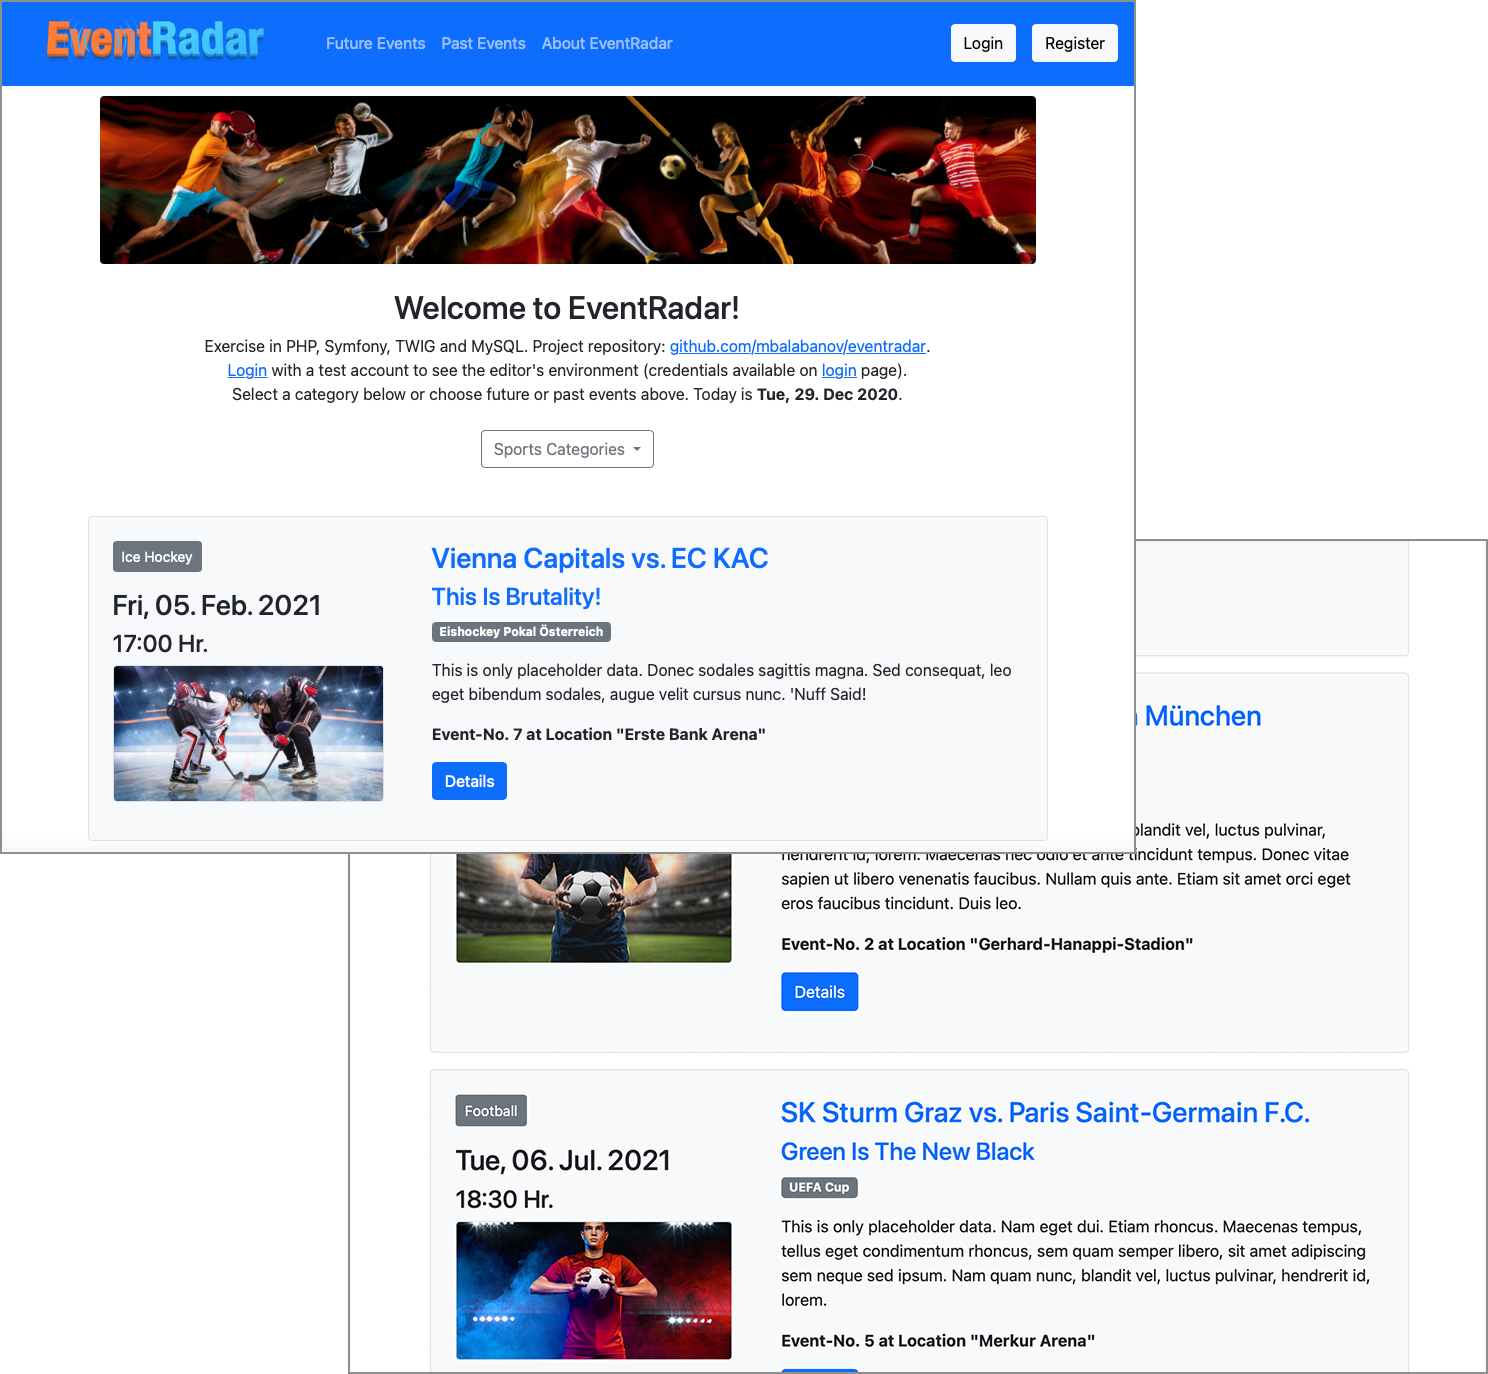 EventRadar
Future Events Past Events About EventRadar
Login Register
Welcome to EventRadar!
Exercise in PHP, Symfony, TWIG and MySQL. Project repository: github.com/mbalabanov/eventradar.
Login with a test account to see the editor's environment (credentials available on login page).
Select a category below or choose future or past events above. Today is Tue, 29. Dec 2020.
Sports Categories
Ice Hockey
Fri, 05. Feb. 2021
17:00 Hr.
Vienna Capitals vs. EC KAC
This Is Brutality!
Eishockey Pokal Österreich
This is only placeholder data. Donec sodales sagittis magna. Sed consequat, leo
eget bibendum sodales, augue velit cursus nunc. 'Nuff Said!
Event-No. 7 at Location "Erste Bank Arena"
Details
München
blandit vel, luctus pulvinar,
hendrerit id, lorem. Maecenas nec odio et ante tincidunt tempus. Donec vitae
sapien ut libero venenatis faucibus. Nullam quis ante. Etiam sit amet orci eget
eros faucibus tincidunt. Duis leo.
Event-No. 2 at Location "Gerhard-Hanappi-Stadion"
Details
Football
Tue, 06. Jul. 2021
18:30 Hr.
SK Sturm Graz vs. Paris Saint-Germain F.C.
Green Is The New Black
UEFA Cup
This is only placeholder data. Nam eget dui. Etiam rhoncus. Maecenas tempus,
tellus eget condimentum rhoncus, sem quam semper libero, sit amet adipiscing
sem neque sed ipsum. Nam quam nunc, blandit vel, luctus pulvinar, hendrerit id,
lorem.
Event-No. 5 at Location "Merkur Arena"